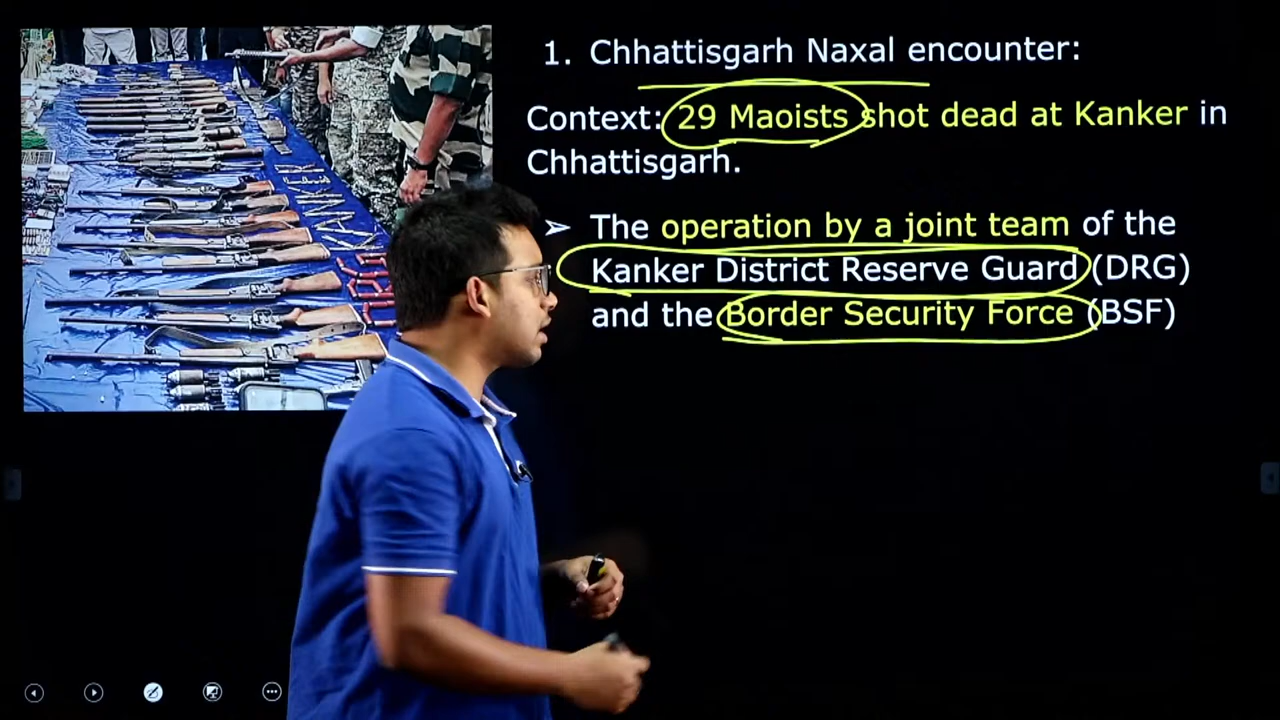 1. Chhattisgarh Naxal encounter:
Context: 29 Maoists shot dead at Kanker in
Chhattisgarh.
➢ The operation by a joint team of the
Kanker District Reserve Guard (DRG)
and the Border Security Force (BSF)
KANKER